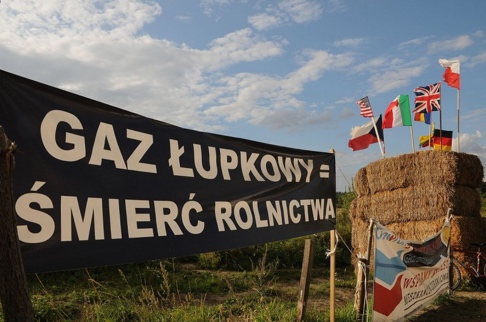 GAZ ŁUPKOWY =
ŚMIERĆ ROLNICTWA